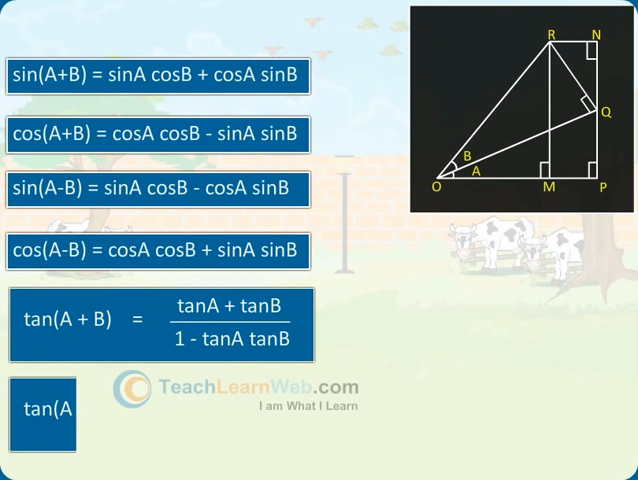 sin(A+B) = sinA cosB + cosA sinB
cos(A+B) = cosA cosB - sinA sinB
sin(A-B) = sinA cosB - cosA sinB
cos(A-B) = cosA cosB + sinA sinB
tan(A + B) = tanA + tanB
1 - tanA tanB
tan(A
TeachLearnWeb.com
I am What I Learn
R N
Q
B
A
O M P